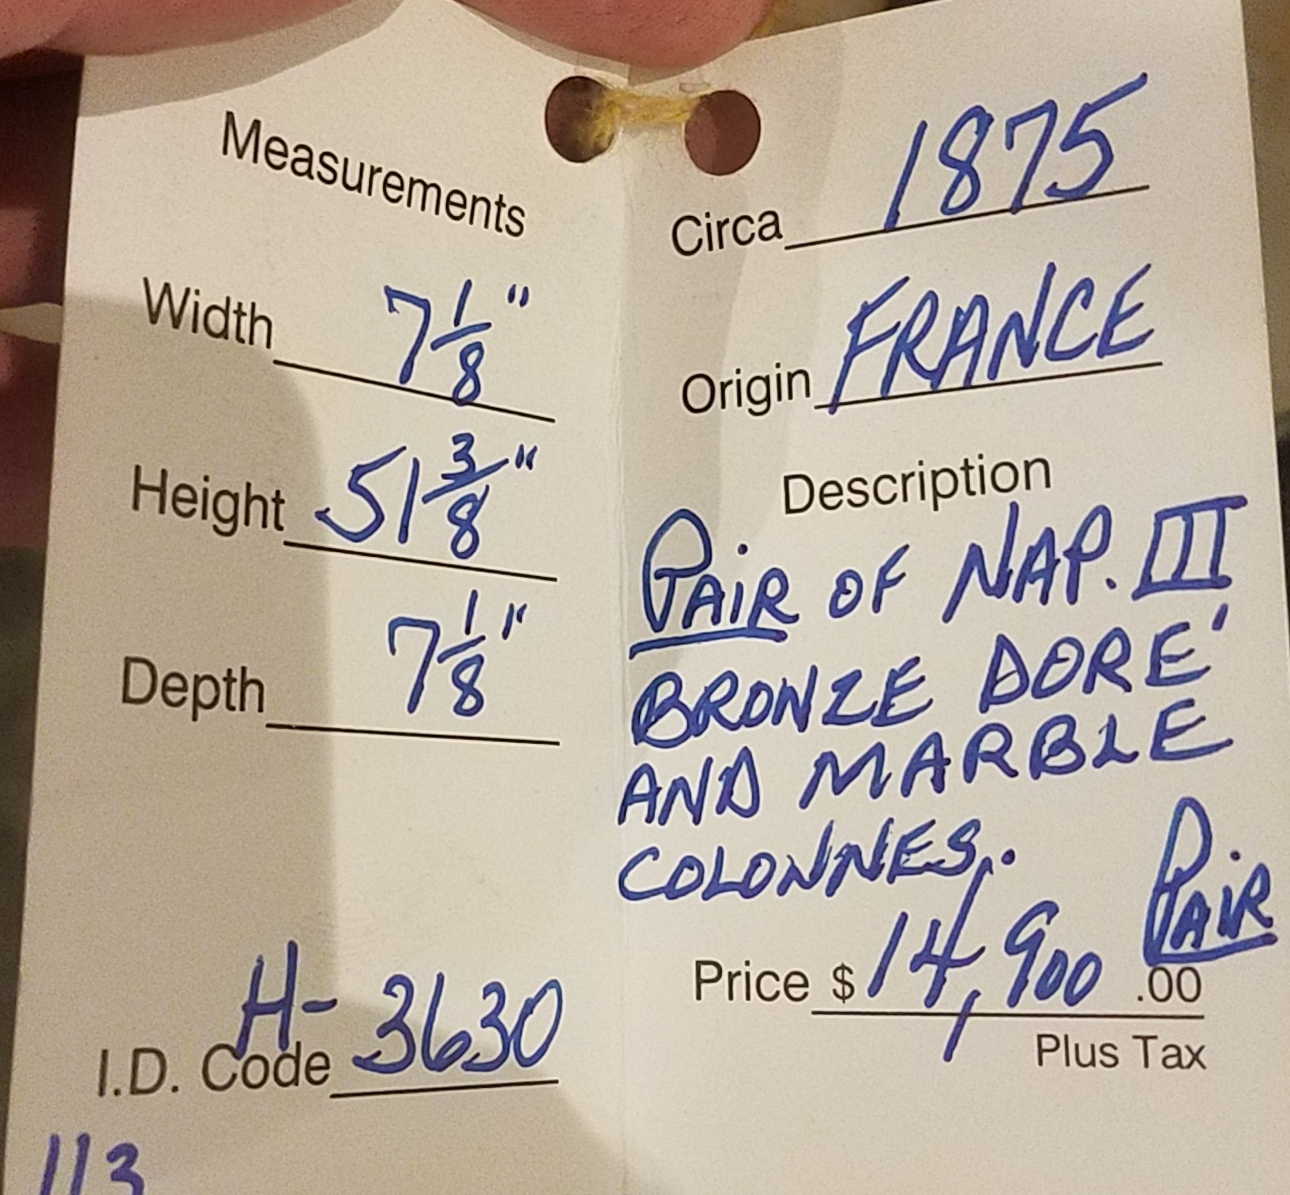 Measurements
Width 7 1/8"
Height 51 3/8"
Depth 7 1/8"
H-
I.D. Code 3630
113
Circa 1875
Origin FRANCE
Description
PAIR OF NAP. III
BRONZE DORE'
AND MARBLE
COLONNES.
PAIR
Price $ 14,900 .00
Plus Tax